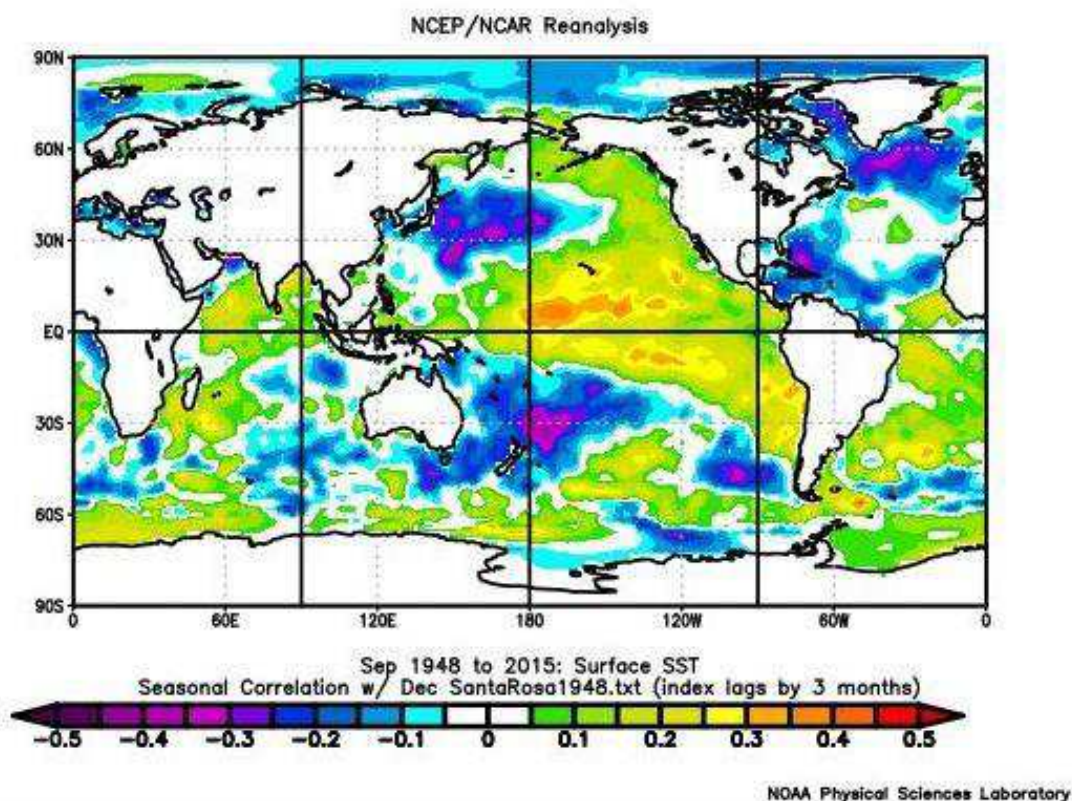 NCEP/NCAR Reanalysis
90N
60N
30N
EQ
30S
60S
90S
0 60E 120E 180 120W 60W 0
Sep 1948 to 2015: Surface SST
Seasonal Correlation w/ Dec SantaRosa1948.txt (index lags by 3 months)
-0.5 -0.4 -0.3 -0.2 -0.1 0 0.1 0.2 0.3 0.4 0.5
NOAA Physical Sciences Laboratory